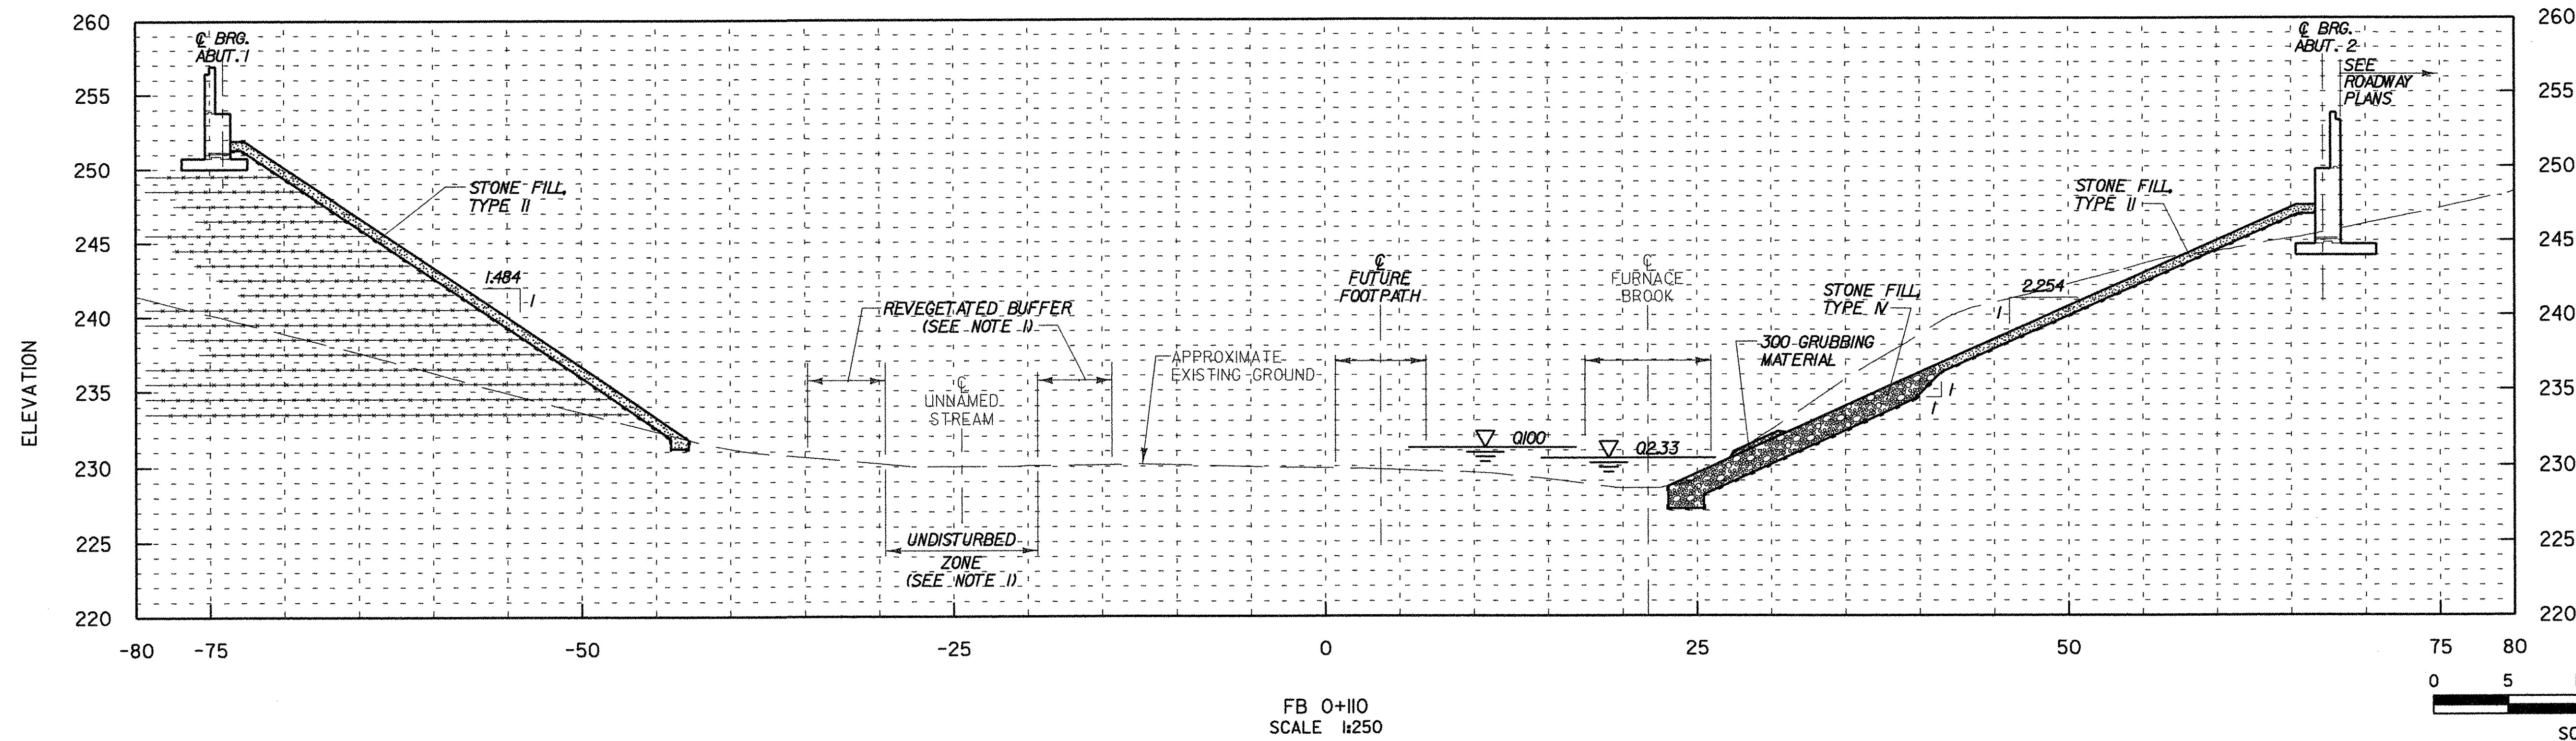 260
255
250
245
240
235
230
225
220
ELEVATION
℄ BRG.
ABUT. 1
STONE FILL,
TYPE II
1.484
1
REVEGETATED BUFFER
(SEE NOTE 1)
℄
UNNAMED
STREAM
UNDISTURBED
ZONE
(SEE NOTE 1)
APPROXIMATE
EXISTING GROUND
℄
FUTURE
FOOTPATH
Q100
Q2.33
℄
FURNACE
BROOK
300 GRUBBING
MATERIAL
STONE FILL,
TYPE IV
1
1
2.254
1
STONE FILL,
TYPE II
℄ BRG.
ABUT. 2
SEE
ROADWAY
PLANS
260
255
250
245
240
235
230
225
220
-80
-75
-50
-25
0
25
50
75
80
FB 0+110
SCALE 1:250
0
5